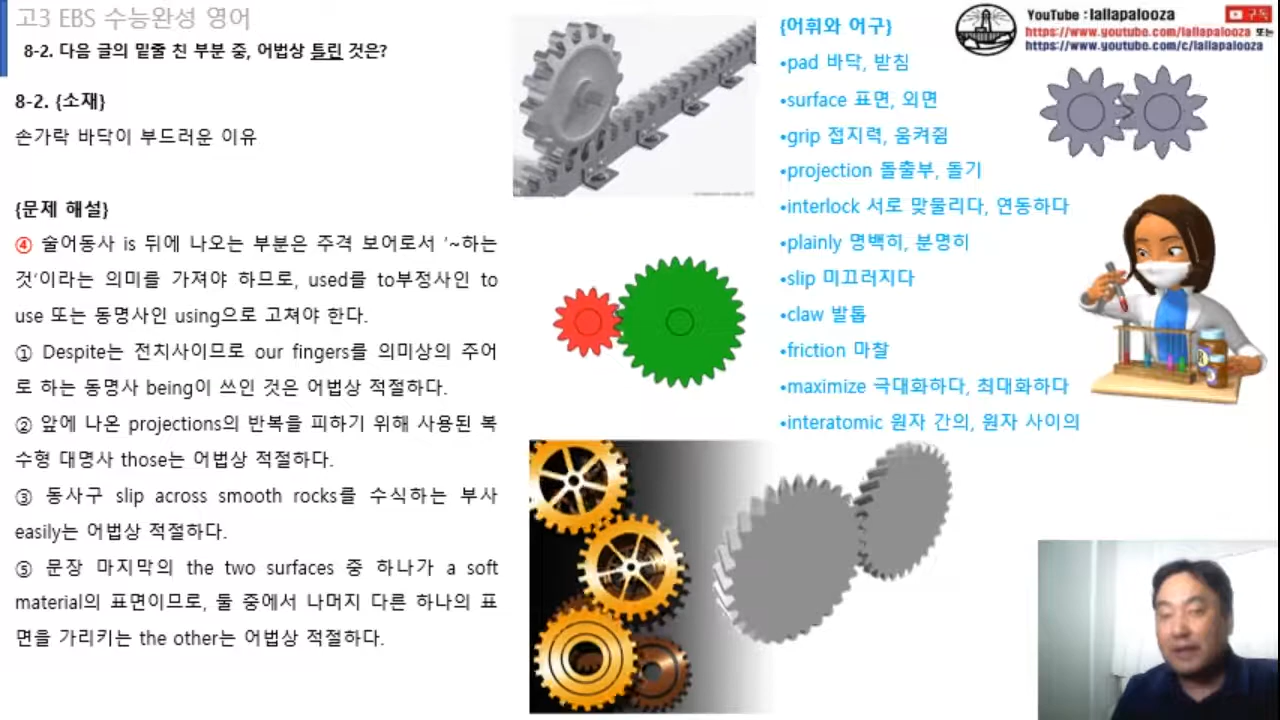 고3 EBS 수능완성 영어
8-2. 다음 글의 밑줄 친 부분 중, 어법상 틀린 것은?
8-2. {소재}
손가락 바닥이 부드러운 이유
{문제 해설}
④ 술어동사 is 뒤에 나오는 부분은 주격 보어로서 ‘~하는
것’이라는 의미를 가져야 하므로, used를 to부정사인 to
use 또는 동명사인 using으로 고쳐야 한다.
① Despite는 전치사이므로 our fingers를 의미상의 주어
로 하는 동명사 being이 쓰인 것은 어법상 적절하다.
② 앞에 나온 projections의 반복을 피하기 위해 사용된 복
수형 대명사 those는 어법상 적절하다.
③ 동사구 slip across smooth rocks를 수식하는 부사
easily는 어법상 적절하다.
⑤ 문장 마지막의 the two surfaces 중 하나가 a soft
material의 표면이므로, 둘 중에서 나머지 다른 하나의 표
면을 가리키는 the other는 어법상 적절하다.
{어휘와 어구}
•pad 바닥, 받침
•surface 표면, 외면
•grip 접지력, 움켜쥠
•projection 돌출부, 돌기
•interlock 서로 맞물리다, 연동하다
•plainly 명백히, 분명히
•slip 미끄러지다
•claw 발톱
•friction 마찰
•maximize 극대화하다, 최대화하다
•interatomic 원자 간의, 원자 사이의
YouTube : lallapalooza
구독
https://www.youtube.com/lallapalooza 또는
https://www.youtube.com/c/lallapalooza